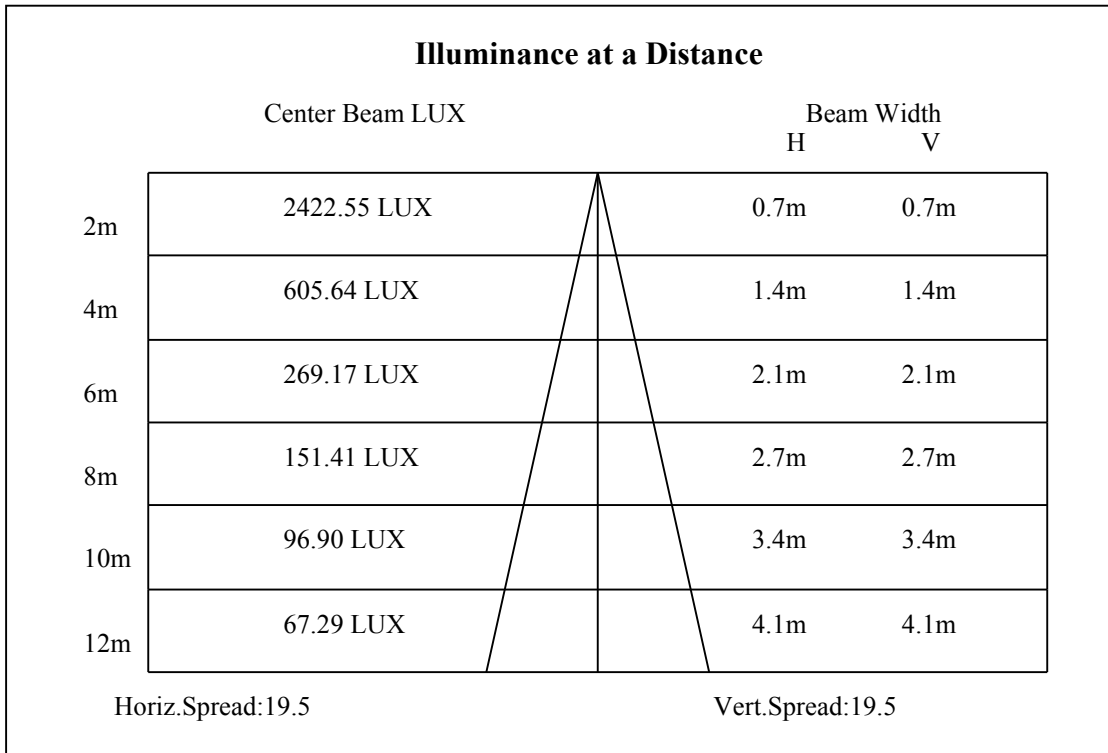 Illuminance at a Distance
Center Beam LUX Beam Width
H V
2m 2422.55 LUX 0.7m 0.7m
4m 605.64 LUX 1.4m 1.4m
6m 269.17 LUX 2.1m 2.1m
8m 151.41 LUX 2.7m 2.7m
10m 96.90 LUX 3.4m 3.4m
12m 67.29 LUX 4.1m 4.1m
Horiz.Spread:19.5 Vert.Spread:19.5